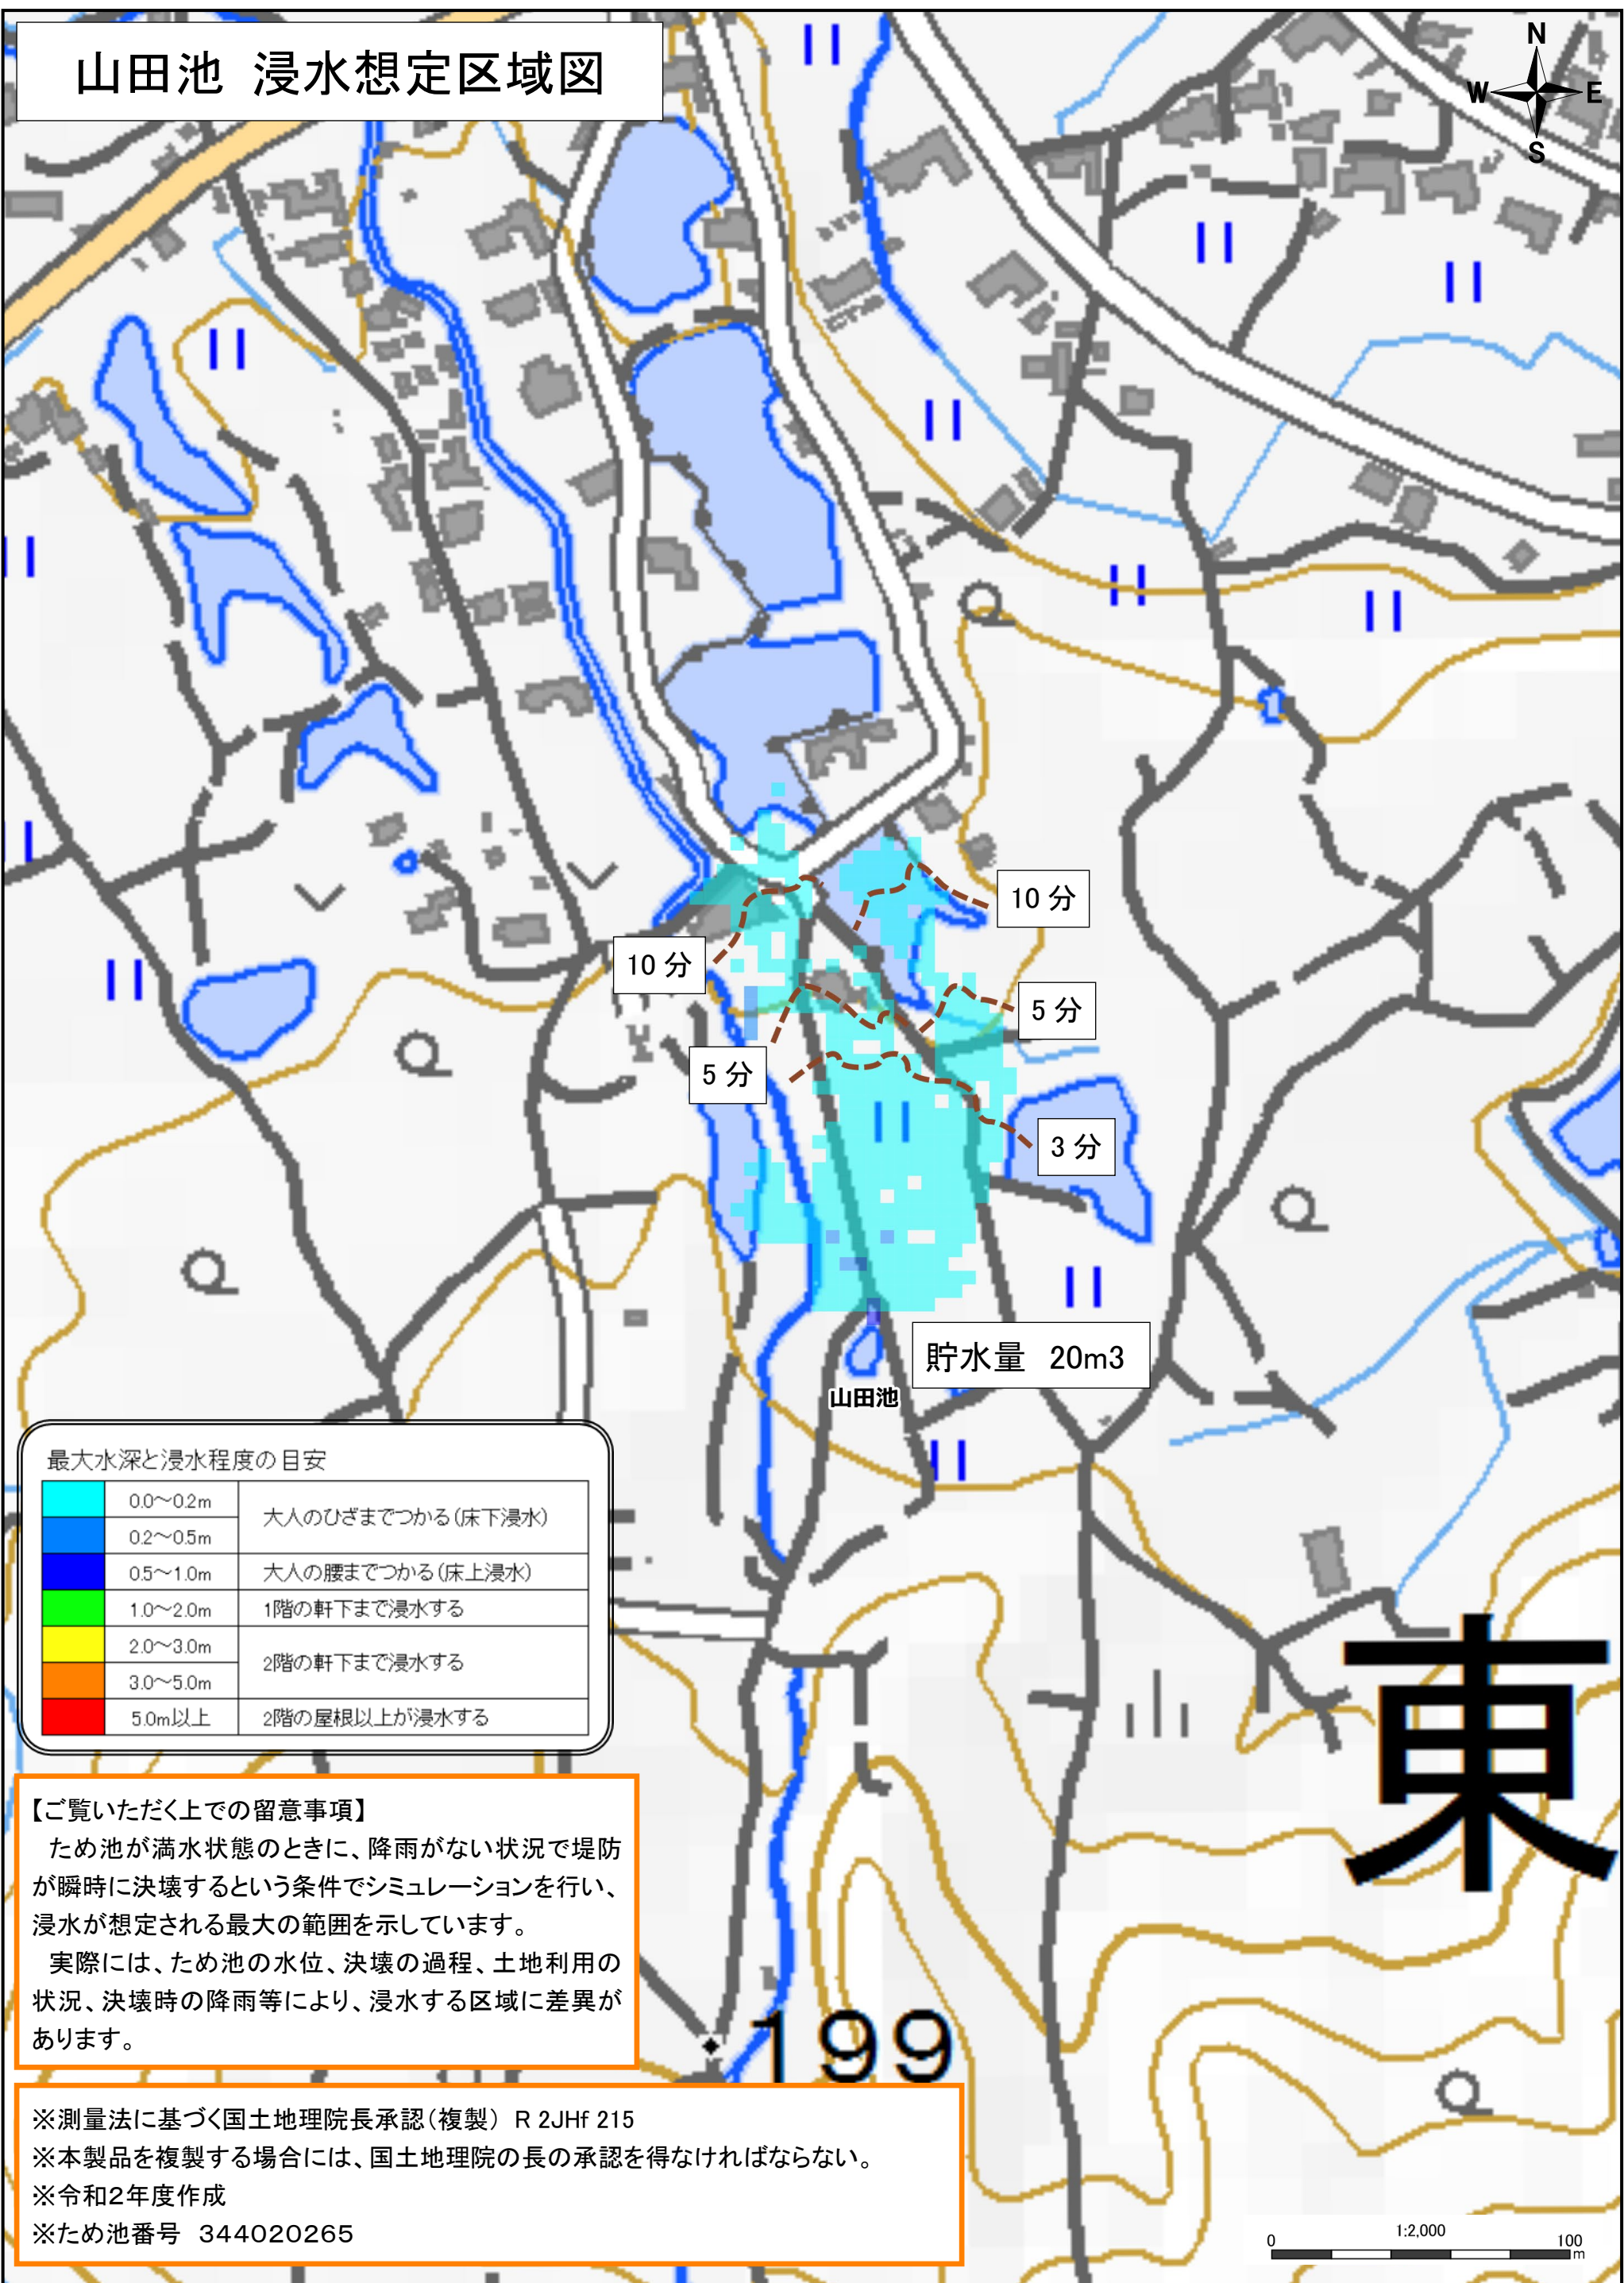 山田池 浸水想定区域図
N
W E
S
10 分
10 分
5 分
5 分
3 分
貯水量 20m3
山田池
最大水深と浸水程度の目安
0.0～0.2m
大人のひざまでつかる(床下浸水)
0.2～0.5m
0.5～1.0m 大人の腰までつかる(床上浸水)
1.0～2.0m 1階の軒下まで浸水する
2.0～3.0m
2階の軒下まで浸水する
3.0～5.0m
5.0m以上 2階の屋根以上が浸水する
東
【ご覧いただく上での留意事項】
ため池が満水状態のときに、降雨がない状況で堤防
が瞬時に決壊するという条件でシミュレーションを行い、
浸水が想定される最大の範囲を示しています。
実際には、ため池の水位、決壊の過程、土地利用の
状況、決壊時の降雨等により、浸水する区域に差異が
あります。
199
※測量法に基づく国土地理院長承認(複製) R 2JHf 215
※本製品を複製する場合には、国土地理院の長の承認を得なければならない。
※令和2年度作成
※ため池番号 344020265
1:2,000
0 100
m